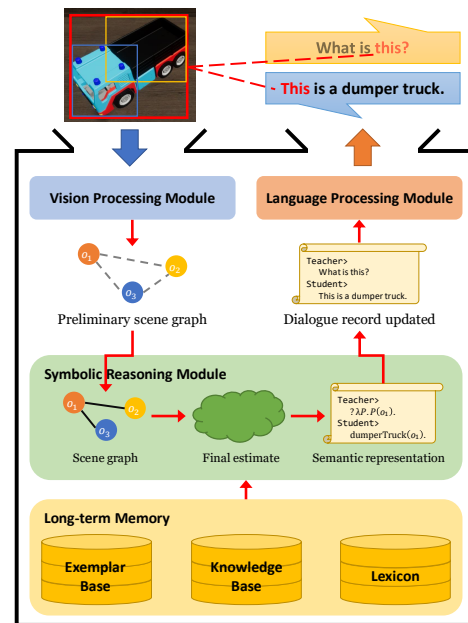 What is this?
This is a dumper truck.
Vision Processing Module
Language Processing Module
o₁
o₂
o₃
Preliminary scene graph
Teacher>
What is this?
Student>
This is a dumper truck.
Dialogue record updated
Symbolic Reasoning Module
o₁
o₂
o₃
Scene graph
Final estimate
Teacher>
?λP.P(o₁).
Student>
dumperTruck(o₁).
Semantic representation
Long-term Memory
Exemplar
Base
Knowledge
Base
Lexicon